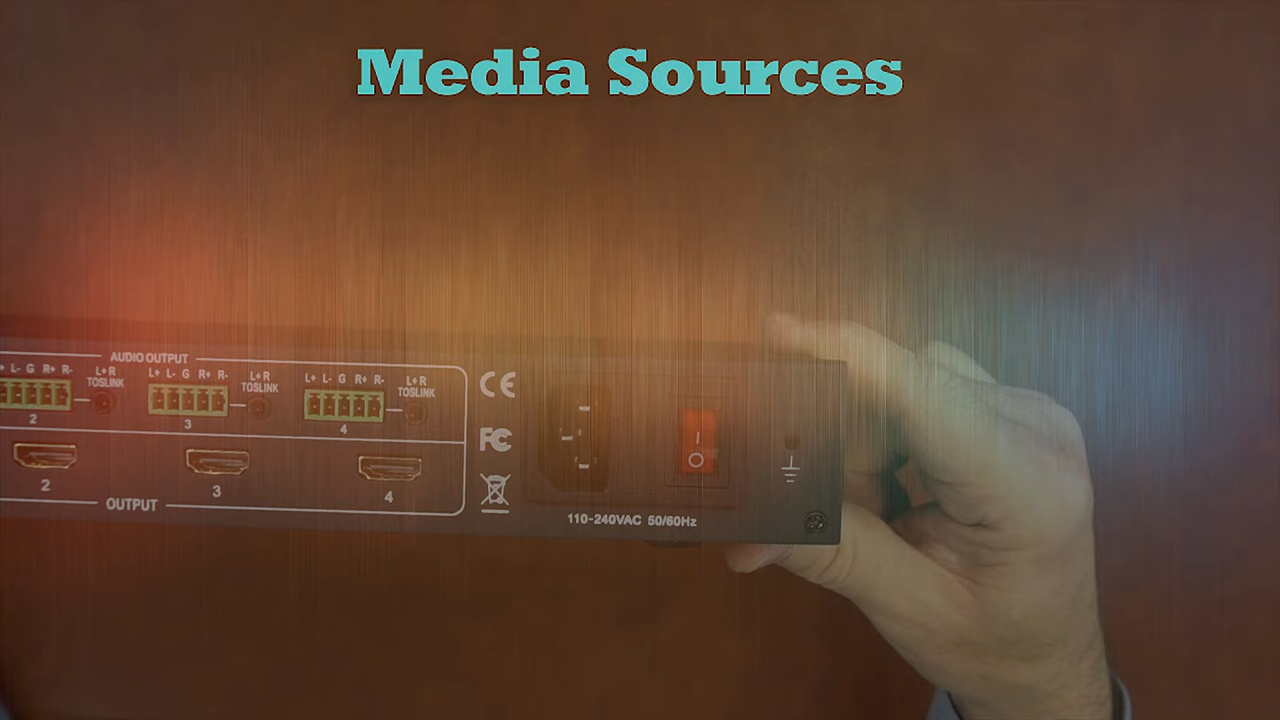 Media Sources
AUDIO OUTPUT
L- G R+ R-
L+R
TOSLINK
2
L+ L- G R+ R-
L+R
TOSLINK
3
L+ L- G R+ R-
L+R
TOSLINK
4
2
3
4
OUTPUT
CE
FC
110-240VAC 50/60Hz
I
O